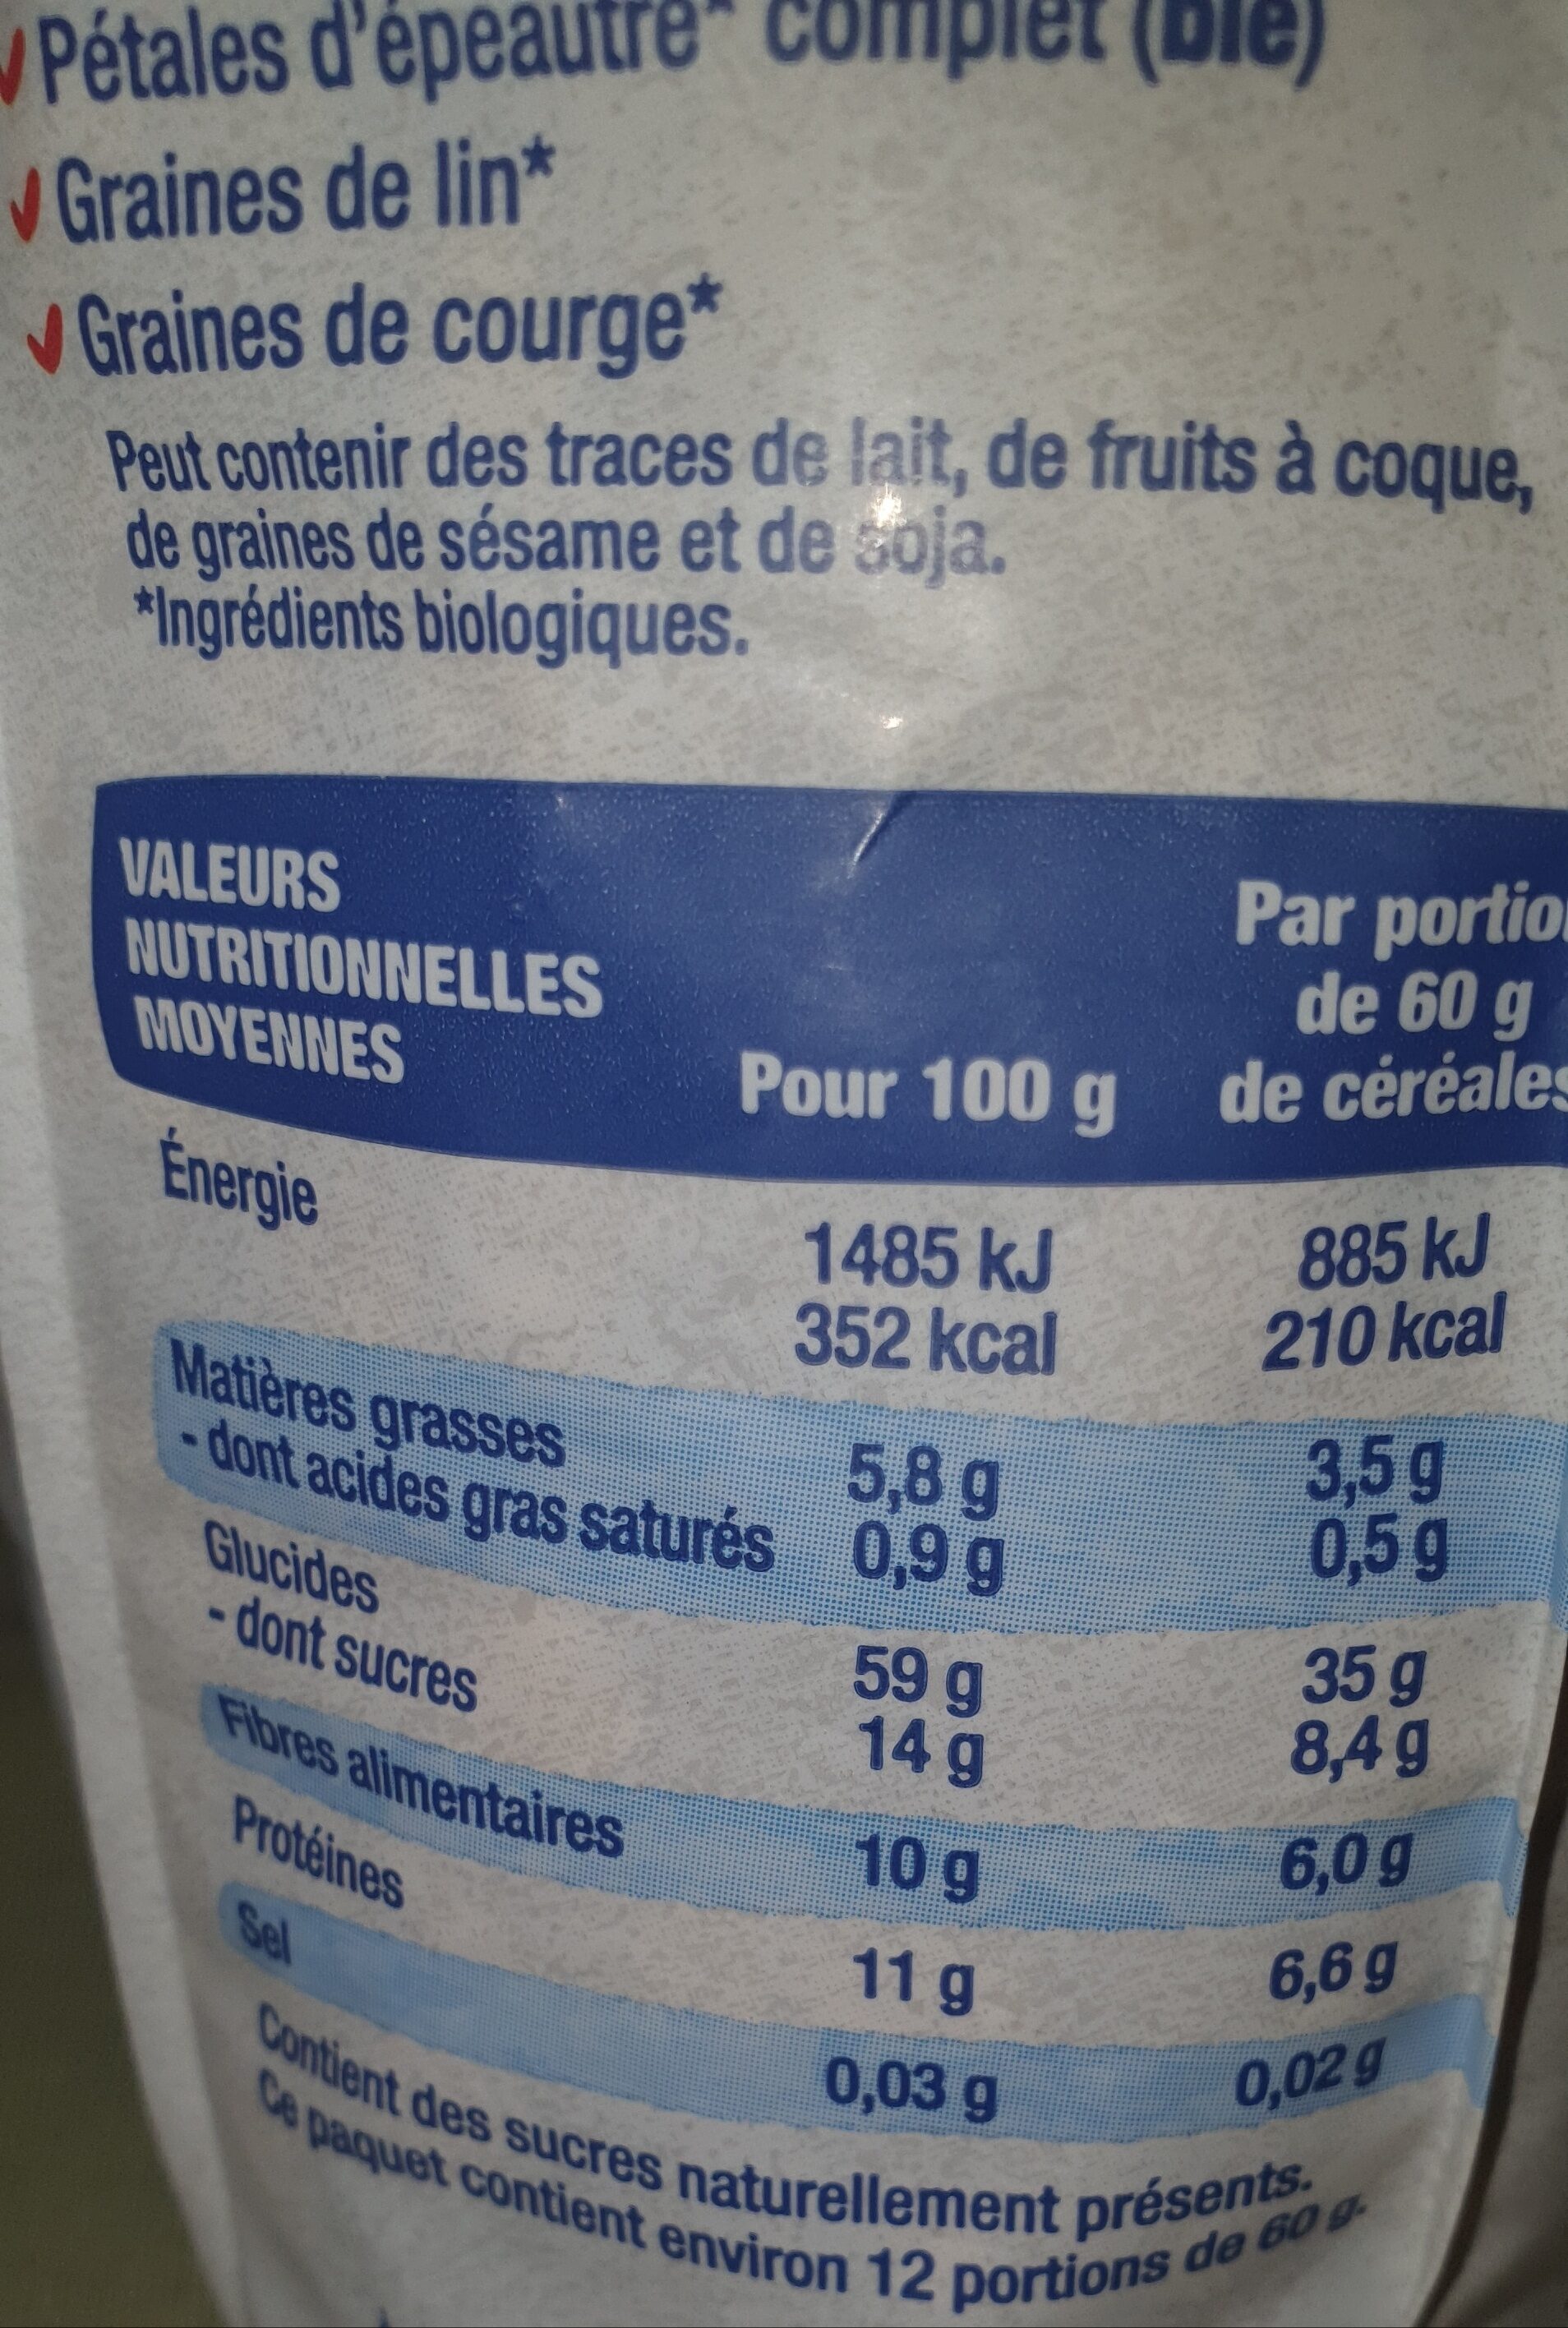 Pétales d'épeautre* complet (blé)
Graines de lin*
Graines de courge*
Peut contenir des traces de lait, de fruits à coque,
de graines de sésame et de soja.
*Ingrédients biologiques.
VALEURS
NUTRITIONNELLES
MOYENNES
Pour 100 g
Par portion
de 60 g
de céréales
Énergie
1485 kJ 885 kJ
352 kcal 210 kcal
Matières grasses 5,8 g 3,5 g
- dont acides gras saturés 0,9 g 0,5 g
Glucides 59 g 35 g
- dont sucres 14 g 8,4 g
Fibres alimentaires 10 g 6,0 g
Protéines 11 g 6,6 g
Sel 0,03 g 0,02 g
Contient des sucres naturellement présents.
Ce paquet contient environ 12 portions de 60 g.